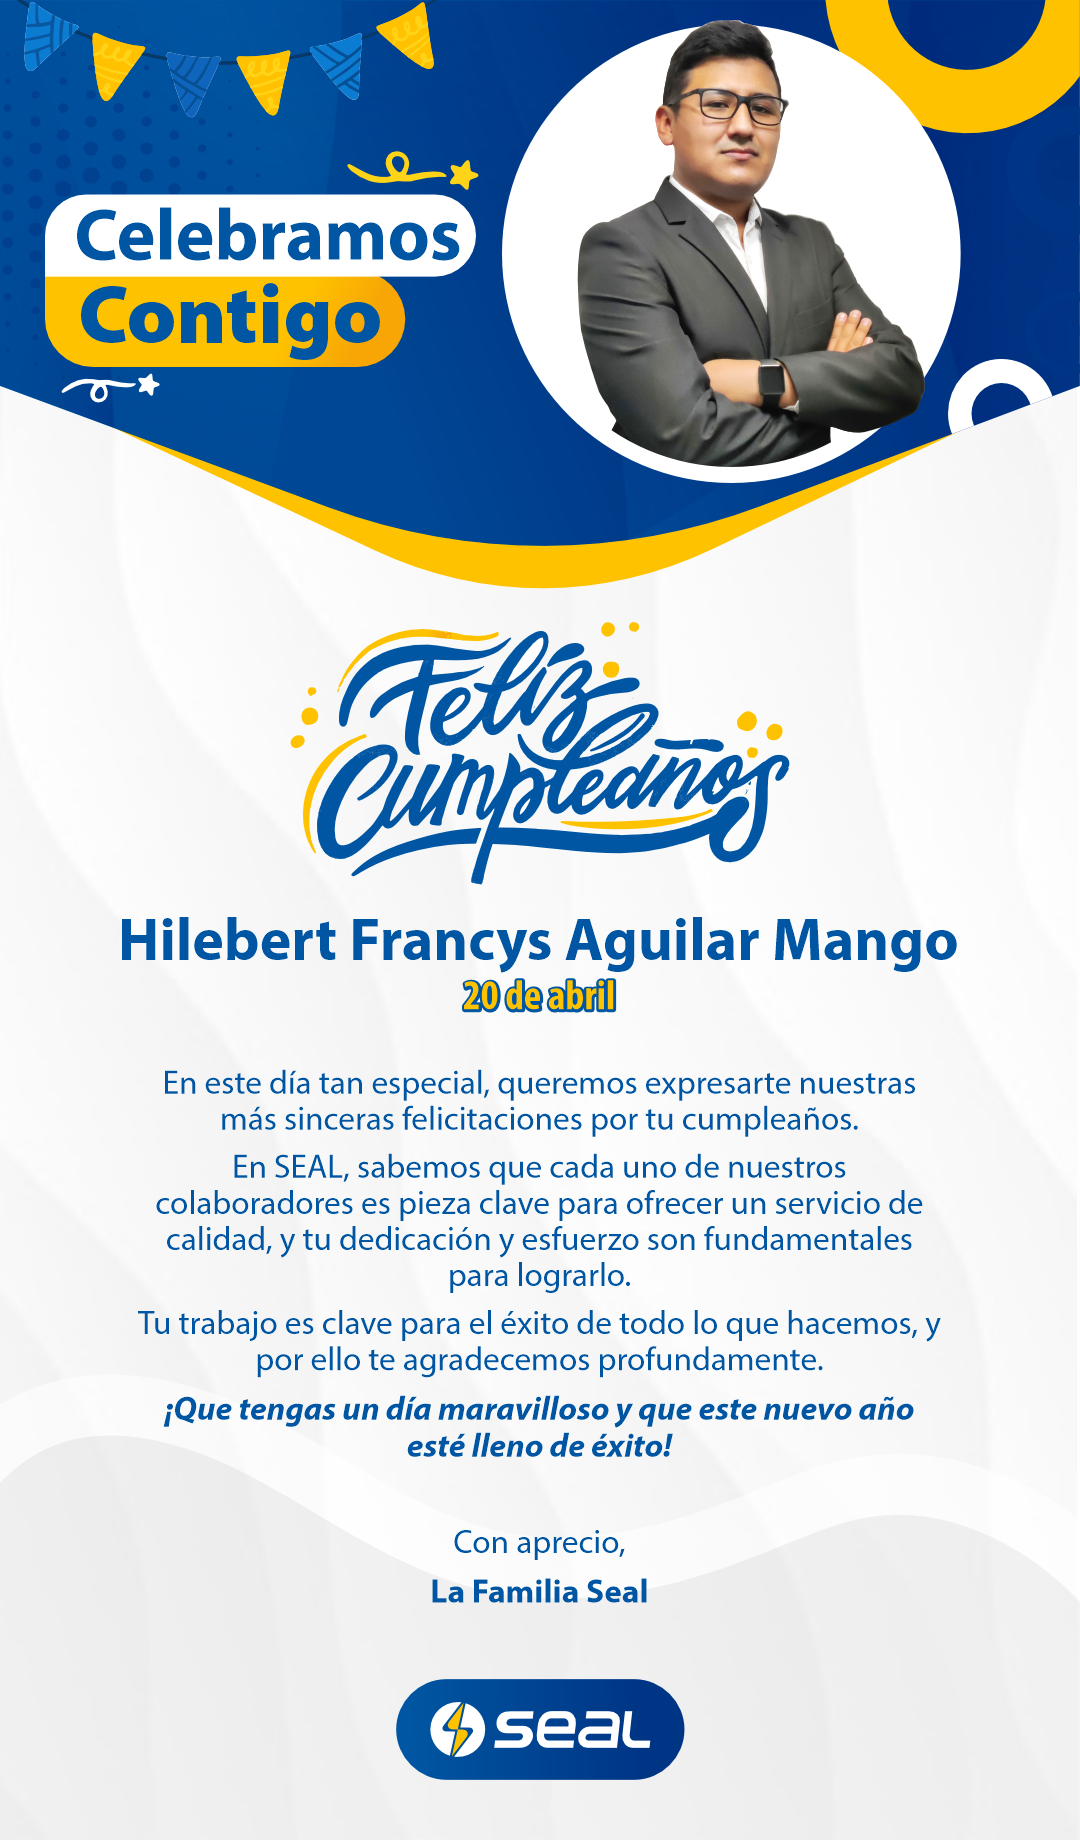 Celebramos
Contigo
Feliz
Cumpleaños
Hilebert Francys Aguilar Mango
20 de abril
En este día tan especial, queremos expresarte nuestras
más sinceras felicitaciones por tu cumpleaños.
En SEAL, sabemos que cada uno de nuestros
colaboradores es pieza clave para ofrecer un servicio de
calidad, y tu dedicación y esfuerzo son fundamentales
para lograrlo.
Tu trabajo es clave para el éxito de todo lo que hacemos, y
por ello te agradecemos profundamente.
¡Que tengas un día maravilloso y que este nuevo año
esté lleno de éxito!
Con aprecio,
La Familia Seal
seal